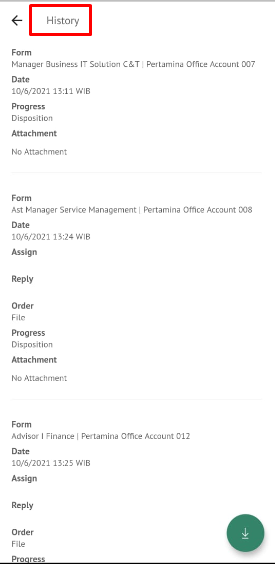 History
Form
Manager Business IT Solution C&T | Pertamina Office Account 007
Date
10/6/2021 13:11 WIB
Progress
Disposition
Attachment
No Attachment
Form
Ast Manager Service Management | Pertamina Office Account 008
Date
10/6/2021 13:24 WIB
Assign
Reply
Order
File
Progress
Disposition
Attachment
No Attachment
Form
Advisor I Finance | Pertamina Office Account 012
Date
10/6/2021 13:25 WIB
Assign
Reply
Order
File
Progress